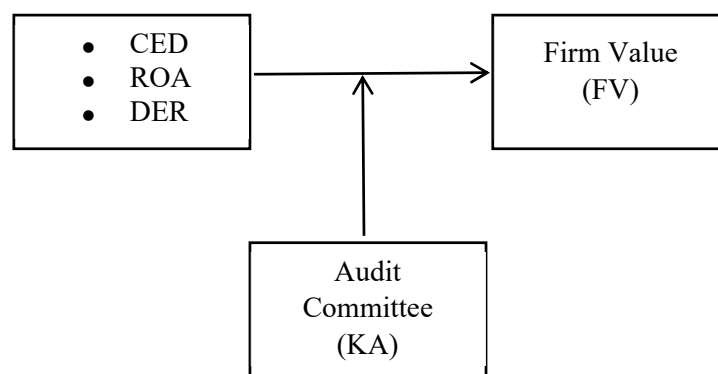 • CED
• ROA
• DER
Firm Value
(FV)
Audit
Committee
(KA)